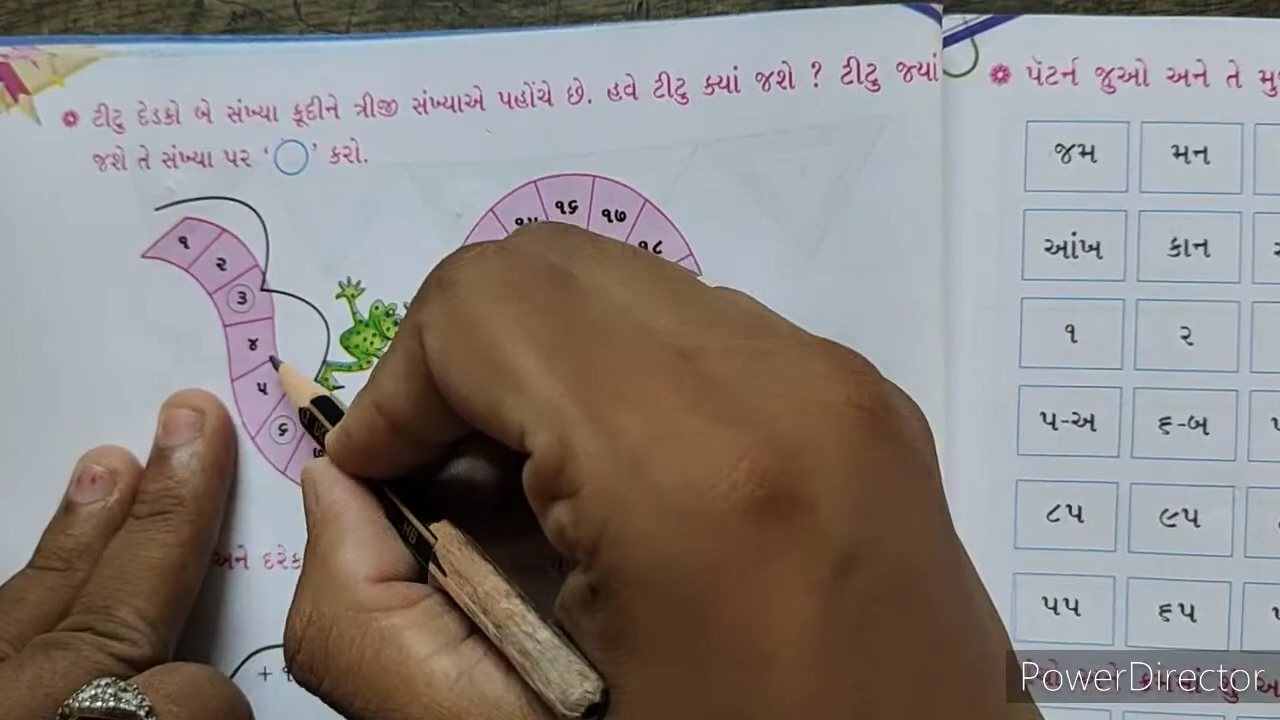 ટીટુ દેડકો બે સંખ્યા કૂદીને ત્રીજી સંખ્યાએ પહોંચે છે. હવે ટીટુ ક્યાં જશે ? ટીટુ જ્યાં
જશે તે સંખ્યા પર ' ' કરો.
૧
૨
૩
૪
૫
૬
૧૬
૧૭
૧૮
અને દરેક
+
HB
પૅટર્ન જુઓ અને તે
જમ મન
આંખ કાન
૧ ૨
૫-અ ૬-બ
૮૫ ૯૫
૫૫ ૬૫
PowerDirector